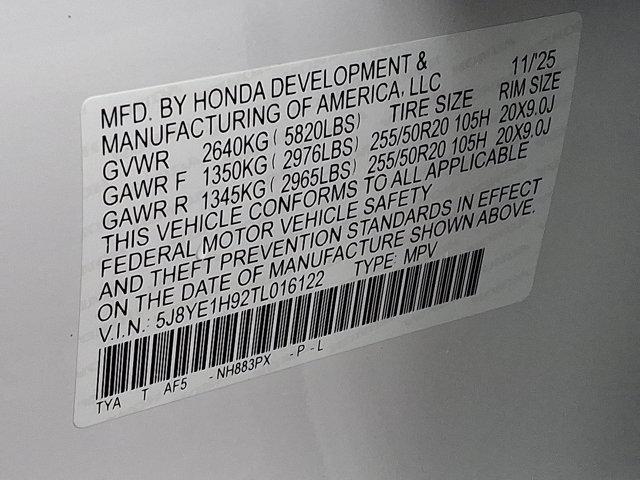 MFD. BY HONDA DEVELOPMENT & 11/'25
MANUFACTURING OF AMERICA, LLC
GVWR 2640KG ( 5820LBS) TIRE SIZE RIM SIZE
GAWR F 1350KG ( 2976LBS) 255/50R20 105H 20X9.0J
GAWR R 1345KG ( 2965LBS) 255/50R20 105H 20X9.0J
THIS VEHICLE CONFORMS TO ALL APPLICABLE
FEDERAL MOTOR VEHICLE SAFETY
AND THEFT PREVENTION STANDARDS IN EFFECT
ON THE DATE OF MANUFACTURE SHOWN ABOVE.
V.I.N.: 5J8YE1H92TL016122 TYPE: MPV
TYA T AF5 -NH883PX -P-L